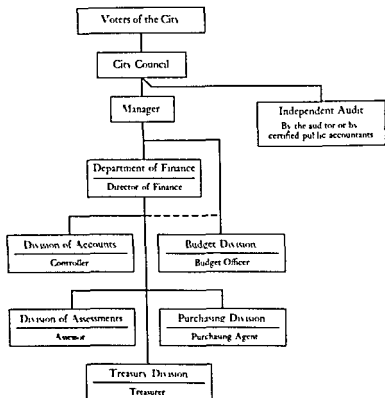 Voters of the City
City Council
Manager
Independent Audit
By the auditor or by
certified public accountants
Department of Finance
Director of Finance
Division of Accounts
Controller
Budget Division
Budget Officer
Division of Assessments
Assessor
Purchasing Division
Purchasing Agent
Treasury Division
Treasurer